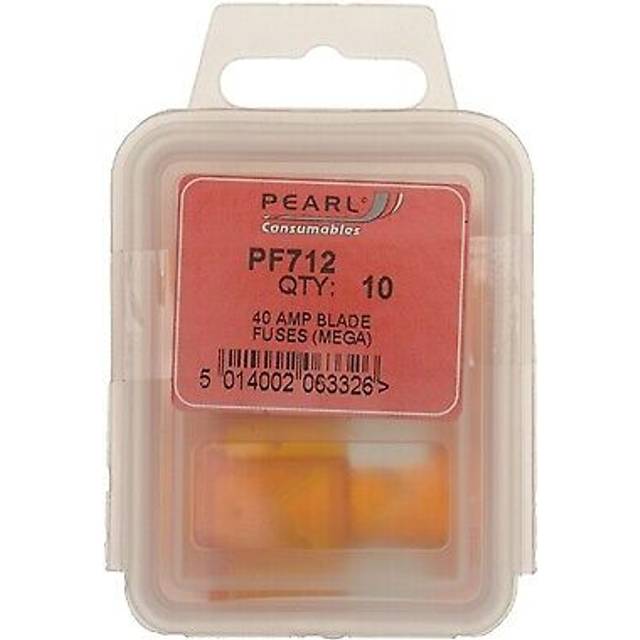 PEARL
Consumables
PF712
QTY: 10
40 AMP BLADE
FUSES (MEGA)
5 014002 063326>